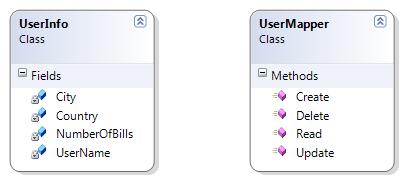 UserInfo
Class
Fields
City
Country
NumberOfBills
UserName
UserMapper
Class
Methods
Create
Delete
Read
Update